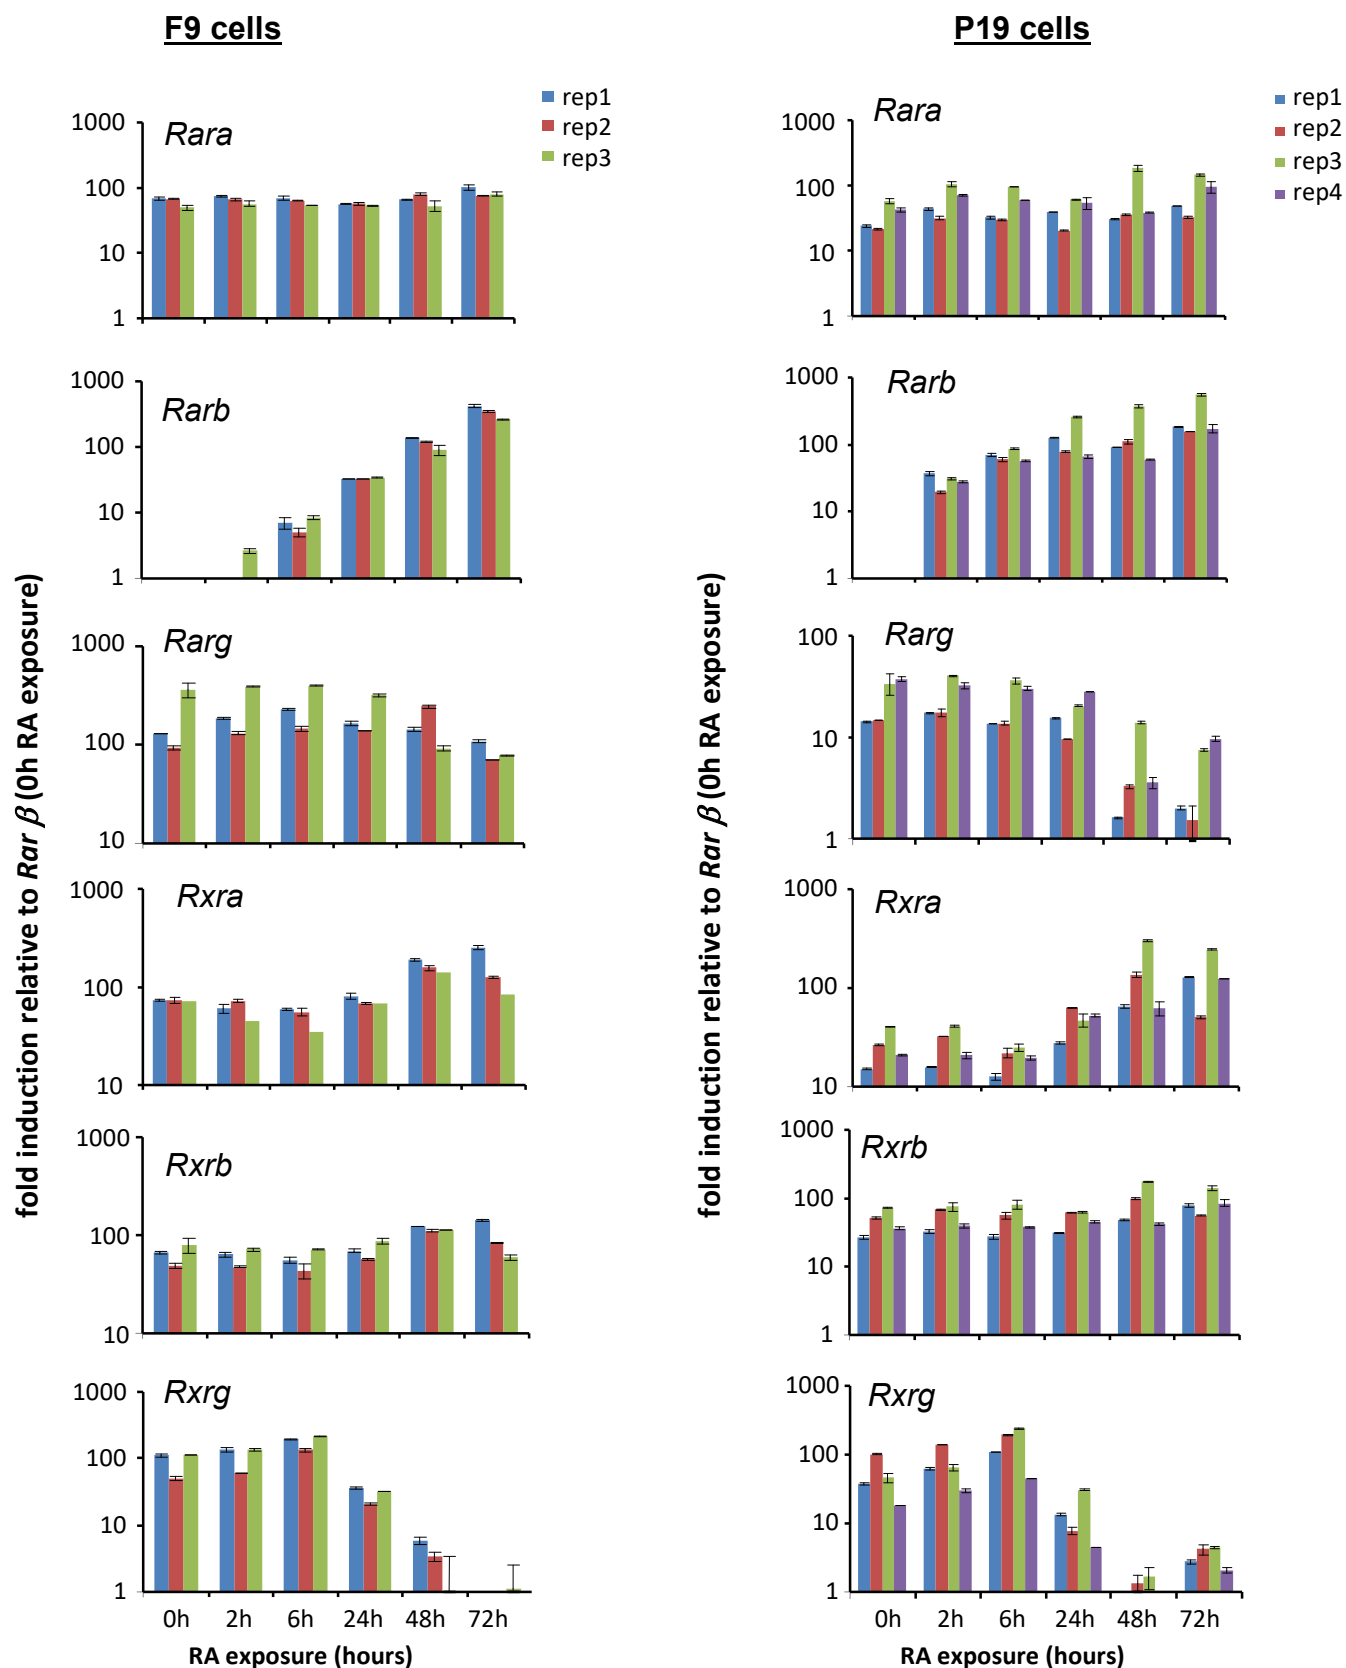 F9 cells
P19 cells
rep1
rep2
rep3
Rara
1000
100
10
1
Rarb
1000
100
10
1
Rarg
1000
100
10
Rxra
1000
100
10
Rxrb
1000
100
10
Rxrg
1000
100
10
1
0h 2h 6h 24h 48h 72h
RA exposure (hours)
fold induction relative to Rar β (0h RA exposure)
rep1
rep2
rep3
rep4
Rara
1000
100
10
1
Rarb
1000
100
10
1
Rarg
100
10
1
Rxra
1000
100
10
Rxrb
1000
100
10
1
Rxrg
1000
100
10
1
0h 2h 6h 24h 48h 72h
RA exposure (hours)
fold induction relative to Rar β (0h RA exposure)